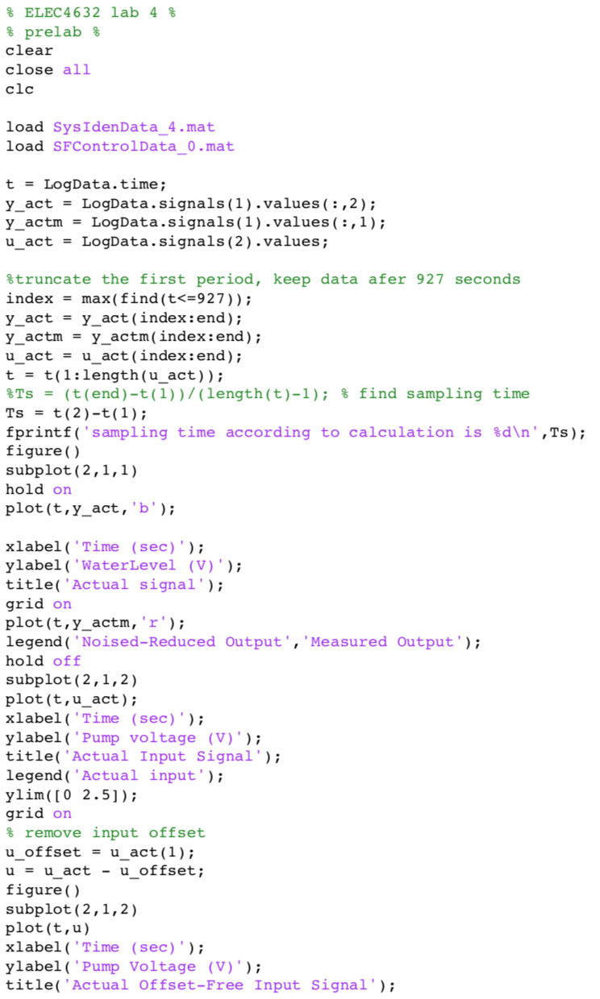 % ELEC4632 lab 4 %
% prelab %
clear
close all
clc
load SysIdenData_4.mat
load SFControlData_0.mat
t = LogData.time;
y_act = LogData.signals(1).values(:,2);
y_actm = LogData.signals(1).values(:,1);
u_act = LogData.signals(2).values;
%truncate the first period, keep data afer 927 seconds
index = max(find(t<=927));
y_act = y_act(index:end);
y_actm = y_actm(index:end);
u_act = u_act(index:end);
t = t(1:length(u_act));
%Ts = (t(end)-t(1))/(length(t)-1); % find sampling time
Ts = t(2)-t(1);
fprintf('sampling time according to calculation is %d\n',Ts);
figure()
subplot(2,1,1)
hold on
plot(t,y_act,'b');
xlabel('Time (sec)');
ylabel('WaterLevel (V)');
title('Actual signal');
grid on
plot(t,y_actm,'r');
legend('Noised-Reduced Output','Measured Output');
hold off
subplot(2,1,2)
plot(t,u_act);
xlabel('Time (sec)');
ylabel('Pump voltage (V)');
title('Actual Input Signal');
legend('Actual input');
ylim([0 2.5]);
grid on
% remove input offset
u_offset = u_act(1);
u = u_act - u_offset;
figure()
subplot(2,1,2)
plot(t,u)
xlabel('Time (sec)');
ylabel('Pump Voltage (V)');
title('Actual Offset-Free Input Signal');